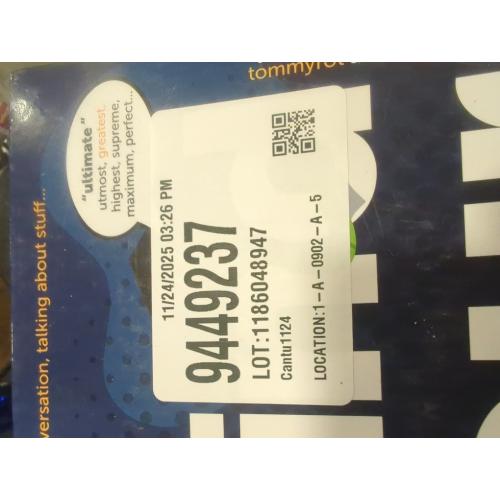 tommyrot
"ultimate"
utmost, greatest,
highest, supreme,
maximum, perfect...
versation, talking about stuff...
11/24/2025 03:26 PM
9449237
LOT:1186048947
Cantu1124
LOCATION:1-A-0902-A-5